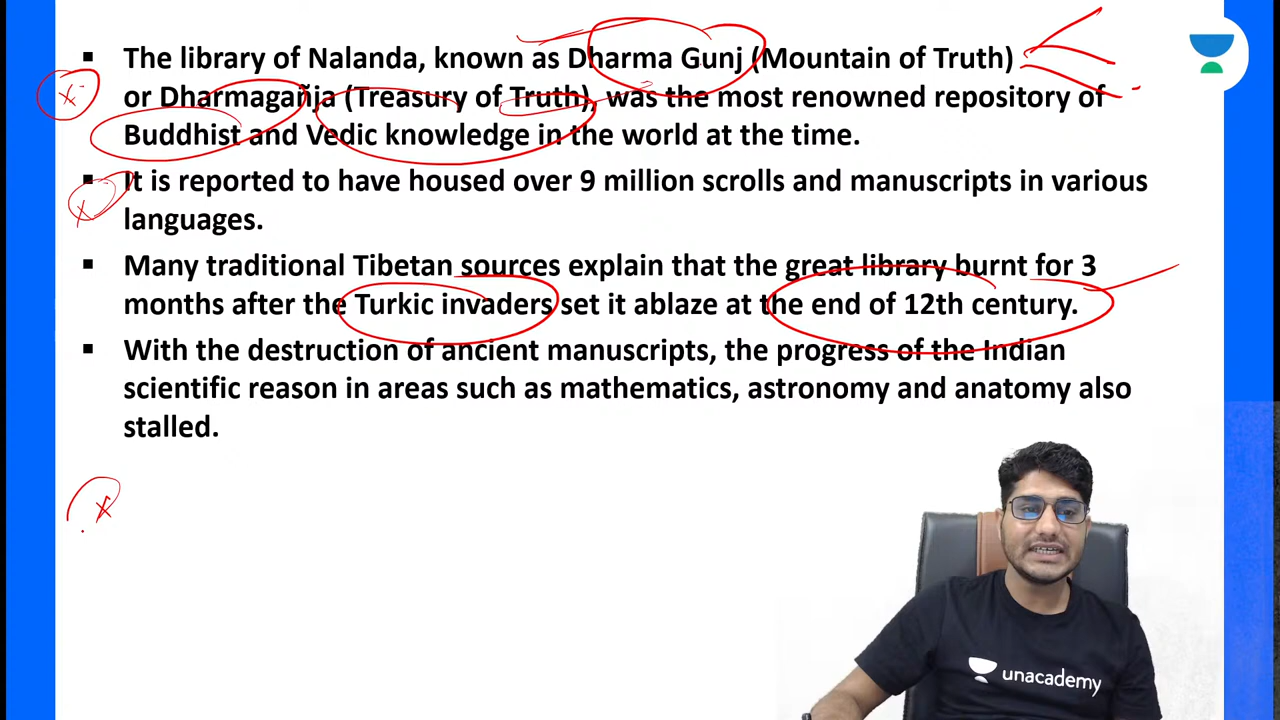 ▪ The library of Nalanda, known as Dharma Gunj (Mountain of Truth)
or Dharmagañja (Treasury of Truth), was the most renowned repository of
Buddhist and Vedic knowledge in the world at the time.
▪ It is reported to have housed over 9 million scrolls and manuscripts in various
languages.
▪ Many traditional Tibetan sources explain that the great library burnt for 3
months after the Turkic invaders set it ablaze at the end of 12th century.
▪ With the destruction of ancient manuscripts, the progress of the Indian
scientific reason in areas such as mathematics, astronomy and anatomy also
stalled.
unacademy